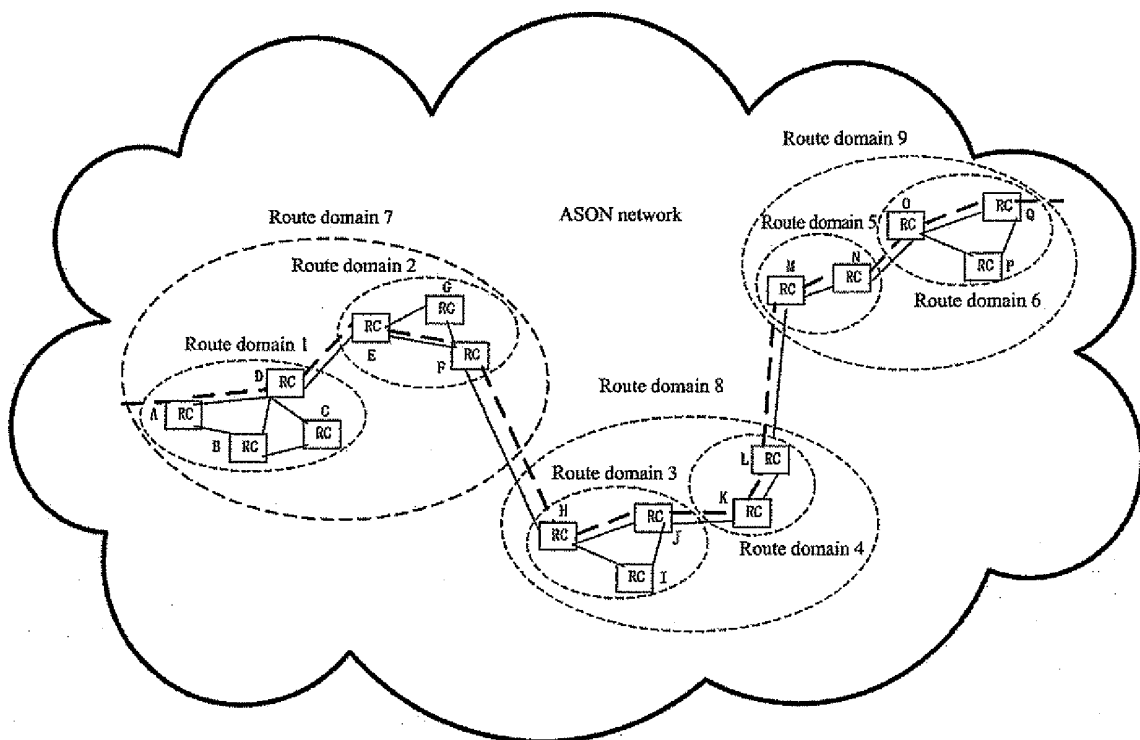 Route domain 9
O
RC
Q
RC
P
Route domain 6
Route domain 5
M
N
RC
RC
ASON network
Route domain 7
Route domain 2
G
RC
RC
E
F
RC
Route domain 1
D
RC
A
RC
C
B
RC
RC
Route domain 8
L
RC
K
RC
Route domain 4
Route domain 3
H
RC
RC
J
RC
I
RC